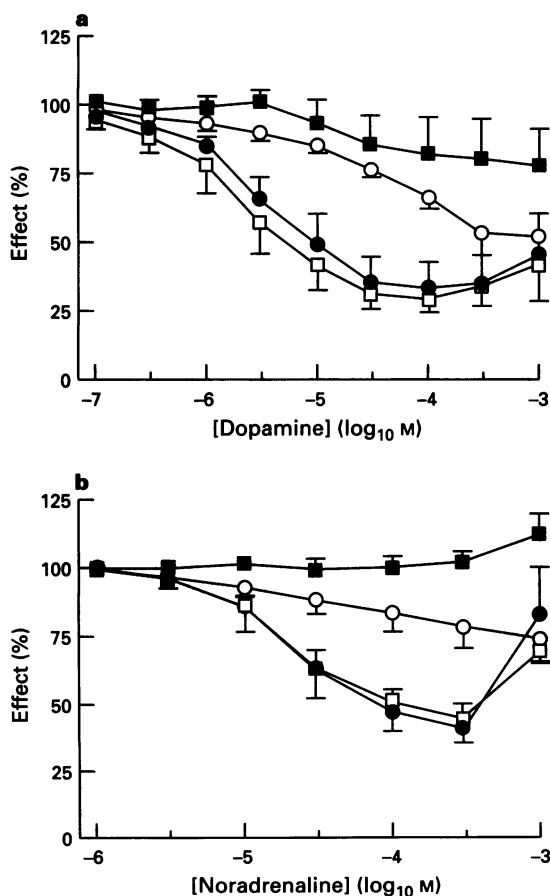 a
125
100
75
50
25
0
Effect (%)
−7 −6 −5 −4 −3
[Dopamine] (log₁₀ M)
b
125
100
75
50
25
0
Effect (%)
−6 −5 −4 −3
[Noradrenaline] (log₁₀ M)